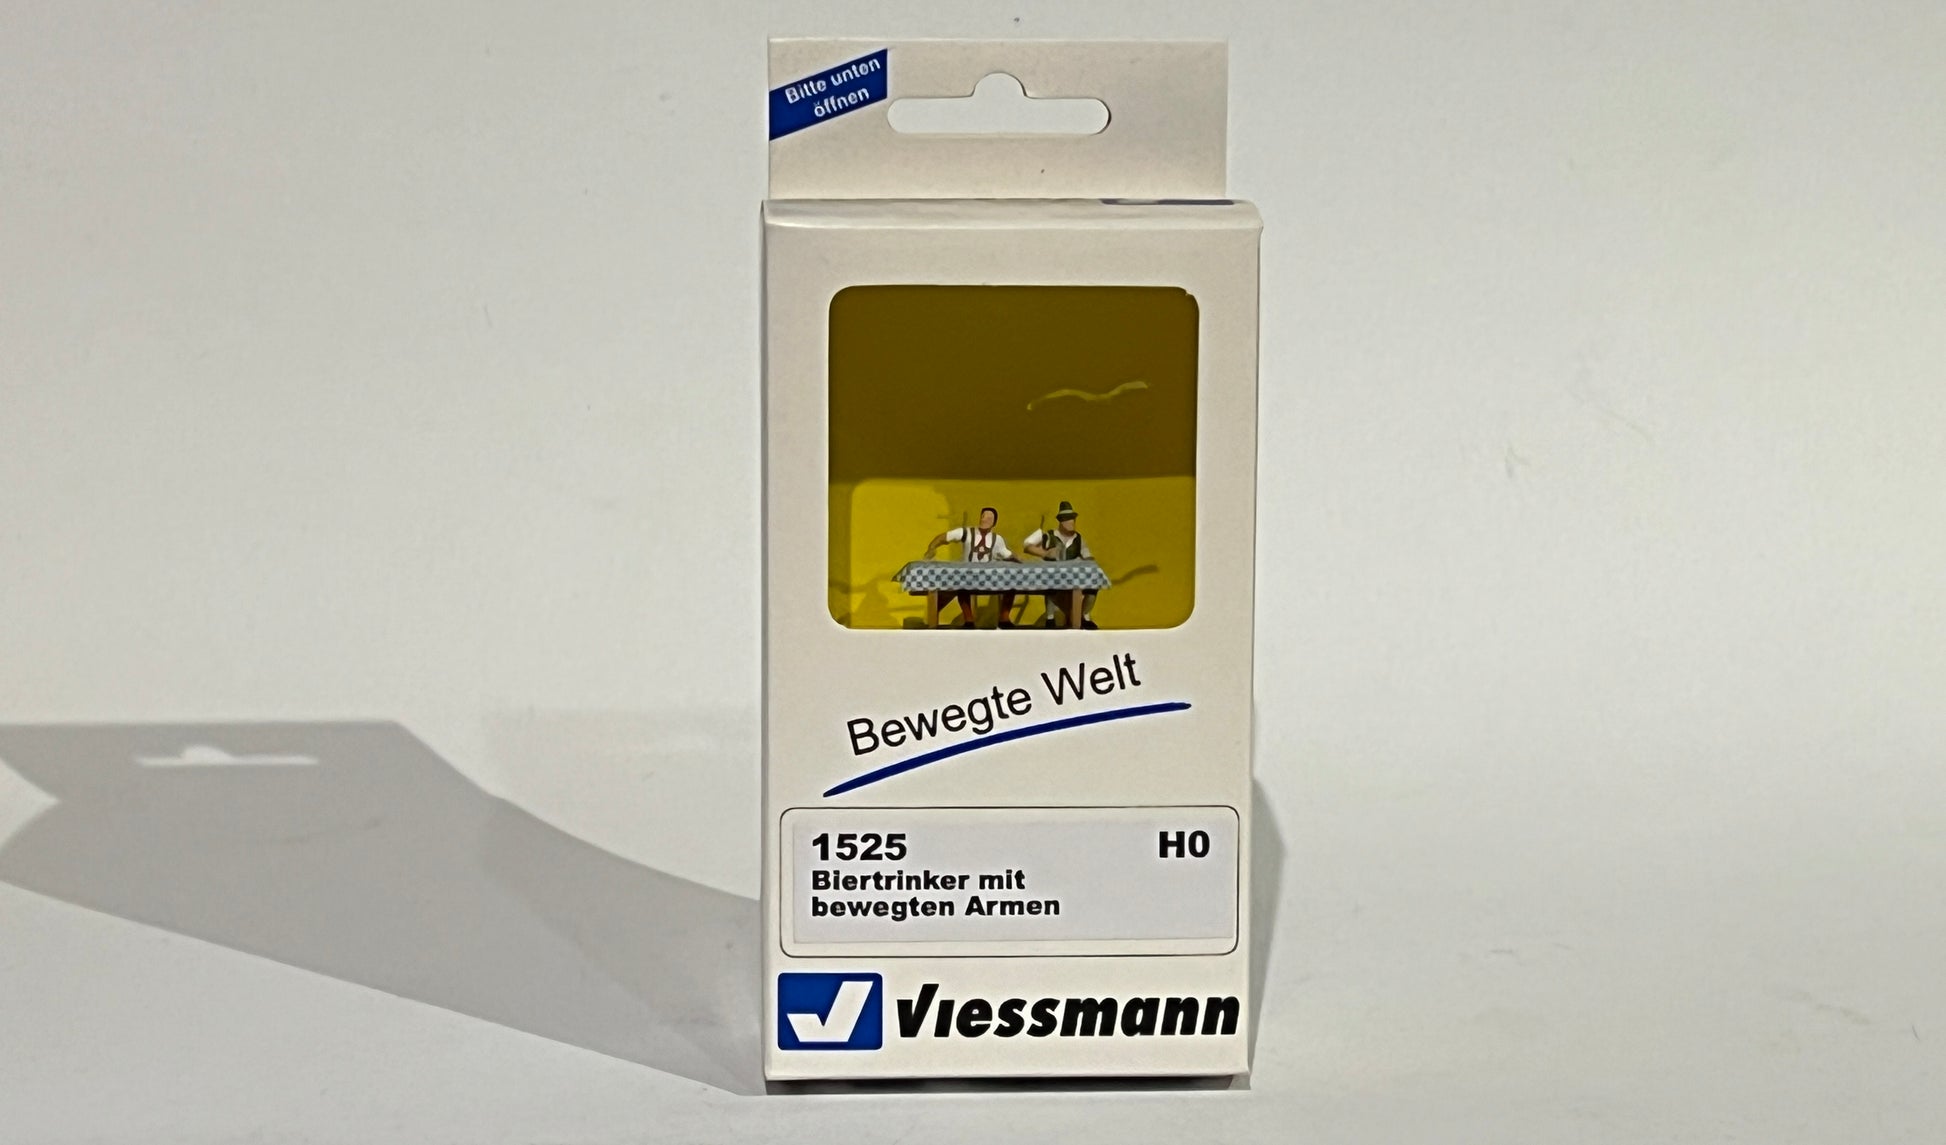 Bitte unten
öffnen
Bewegte Welt
1525 H0
Biertrinker mit
bewegten Armen
Viessmann